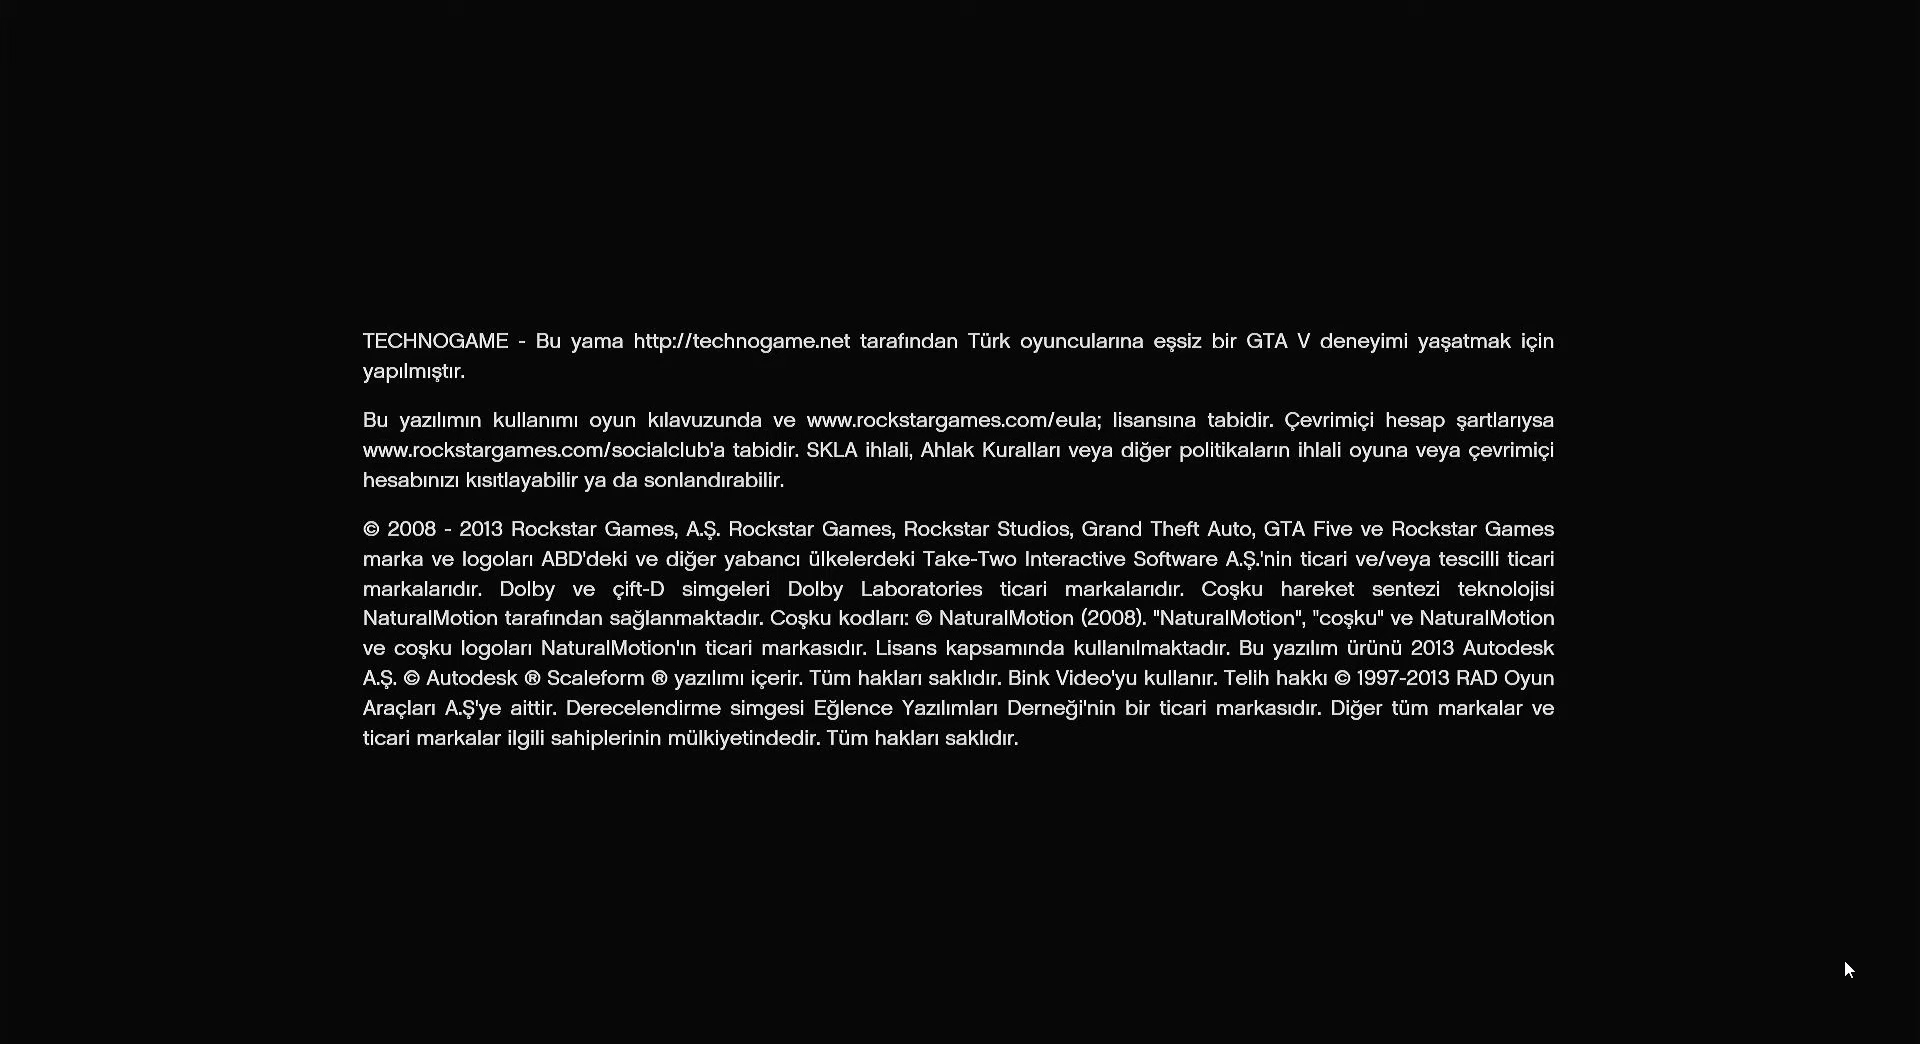 TECHNOGAME - Bu yama http://technogame.net tarafından Türk oyuncularına eşsiz bir GTA V deneyimi yaşatmak için
yapılmıştır.
Bu yazılımın kullanımı oyun kılavuzunda ve www.rockstargames.com/eula; lisansına tabidir. Çevrimiçi hesap şartlarıysa
www.rockstargames.com/socialclub'a tabidir. SKLA ihlali, Ahlak Kuralları veya diğer politikaların ihlali oyuna veya çevrimiçi
hesabınızı kısıtlayabilir ya da sonlandırabilir.
© 2008 - 2013 Rockstar Games, A.Ş. Rockstar Games, Rockstar Studios, Grand Theft Auto, GTA Five ve Rockstar Games
marka ve logoları ABD'deki ve diğer yabancı ülkelerdeki Take-Two Interactive Software A.Ş.'nin ticari ve/veya tescilli ticari
markalarıdır. Dolby ve çift-D simgeleri Dolby Laboratories ticari markalarıdır. Coşku hareket sentezi teknolojisi
NaturalMotion tarafından sağlanmaktadır. Coşku kodları: © NaturalMotion (2008). "NaturalMotion", "coşku" ve NaturalMotion
ve coşku logoları NaturalMotion'ın ticari markasıdır. Lisans kapsamında kullanılmaktadır. Bu yazılım ürünü 2013 Autodesk
A.Ş. © Autodesk ® Scaleform ® yazılımı içerir. Tüm hakları saklıdır. Bink Video'yu kullanır. Telih hakkı © 1997-2013 RAD Oyun
Araçları A.Ş'ye aittir. Derecelendirme simgesi Eğlence Yazılımları Derneği'nin bir ticari markasıdır. Diğer tüm markalar ve
ticari markalar ilgili sahiplerinin mülkiyetindedir. Tüm hakları saklıdır.